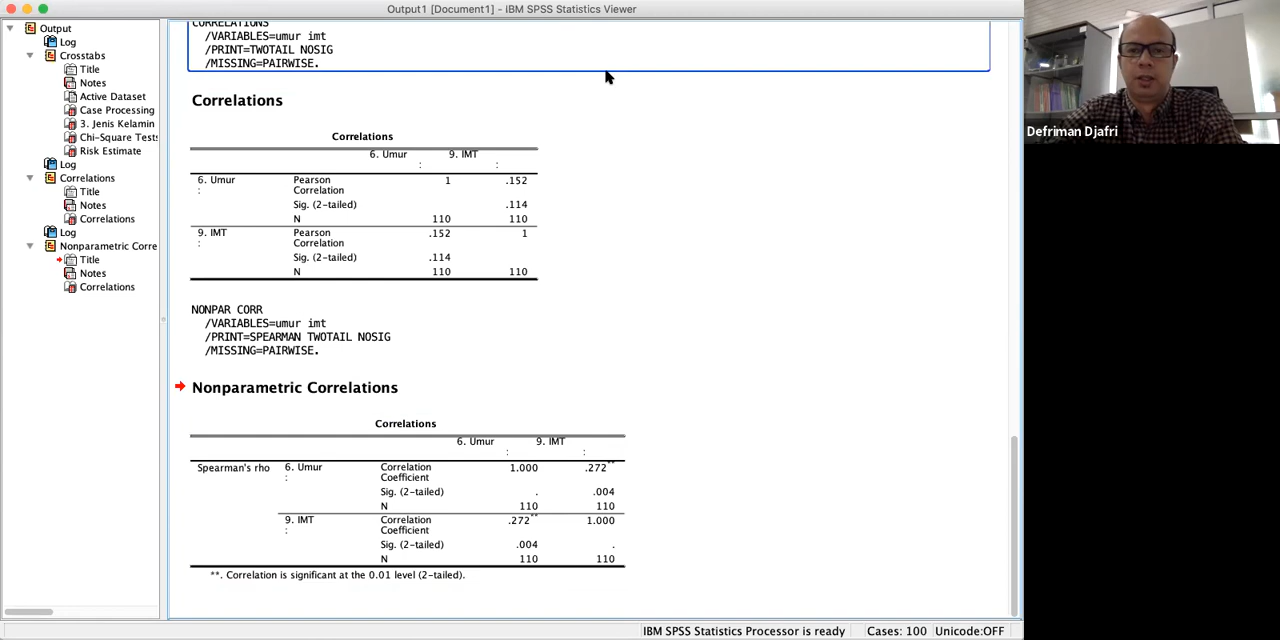 Output1 [Document1] - IBM SPSS Statistics Viewer
Output
Log
Crosstabs
Title
Notes
Active Dataset
Case Processing
3. Jenis Kelamin
Chi-Square Tests
Risk Estimate
Log
Correlations
Title
Notes
Correlations
Log
Nonparametric Corre
Title
Notes
Correlations
CORRELATIONS
/VARIABLES=umur imt
/PRINT=TWOTAIL NOSIG
/MISSING=PAIRWISE.
Correlations
Correlations
6. Umur 9. IMT
: :
6. Umur Pearson 1 .152
: Correlation
Sig. (2-tailed) .114
N 110 110
9. IMT Pearson .152 1
: Correlation
Sig. (2-tailed) .114
N 110 110
NONPAR CORR
/VARIABLES=umur imt
/PRINT=SPEARMAN TWOTAIL NOSIG
/MISSING=PAIRWISE.
Nonparametric Correlations
Correlations
6. Umur 9. IMT
: :
Spearman's rho 6. Umur Correlation 1.000 .272**
: Coefficient
Sig. (2-tailed) . .004
N 110 110
9. IMT Correlation .272** 1.000
: Coefficient
Sig. (2-tailed) .004 .
N 110 110
**. Correlation is significant at the 0.01 level (2-tailed).
IBM SPSS Statistics Processor is ready Cases: 100 Unicode:OFF
Defriman Djafri